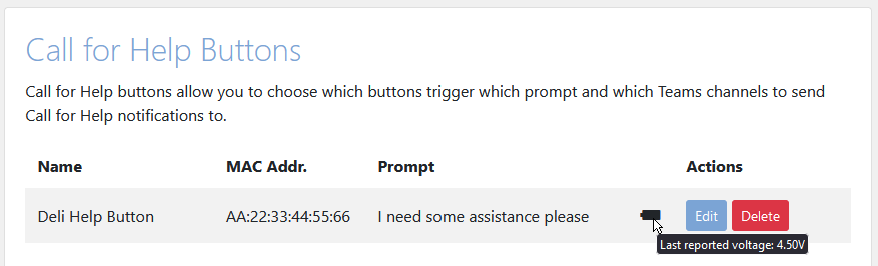 Call for Help Buttons
Call for Help buttons allow you to choose which buttons trigger which prompt and which Teams channels to send
Call for Help notifications to.
Name MAC Addr. Prompt Actions
Deli Help Button AA:22:33:44:55:66 I need some assistance please Edit Delete
Last reported voltage: 4.50V